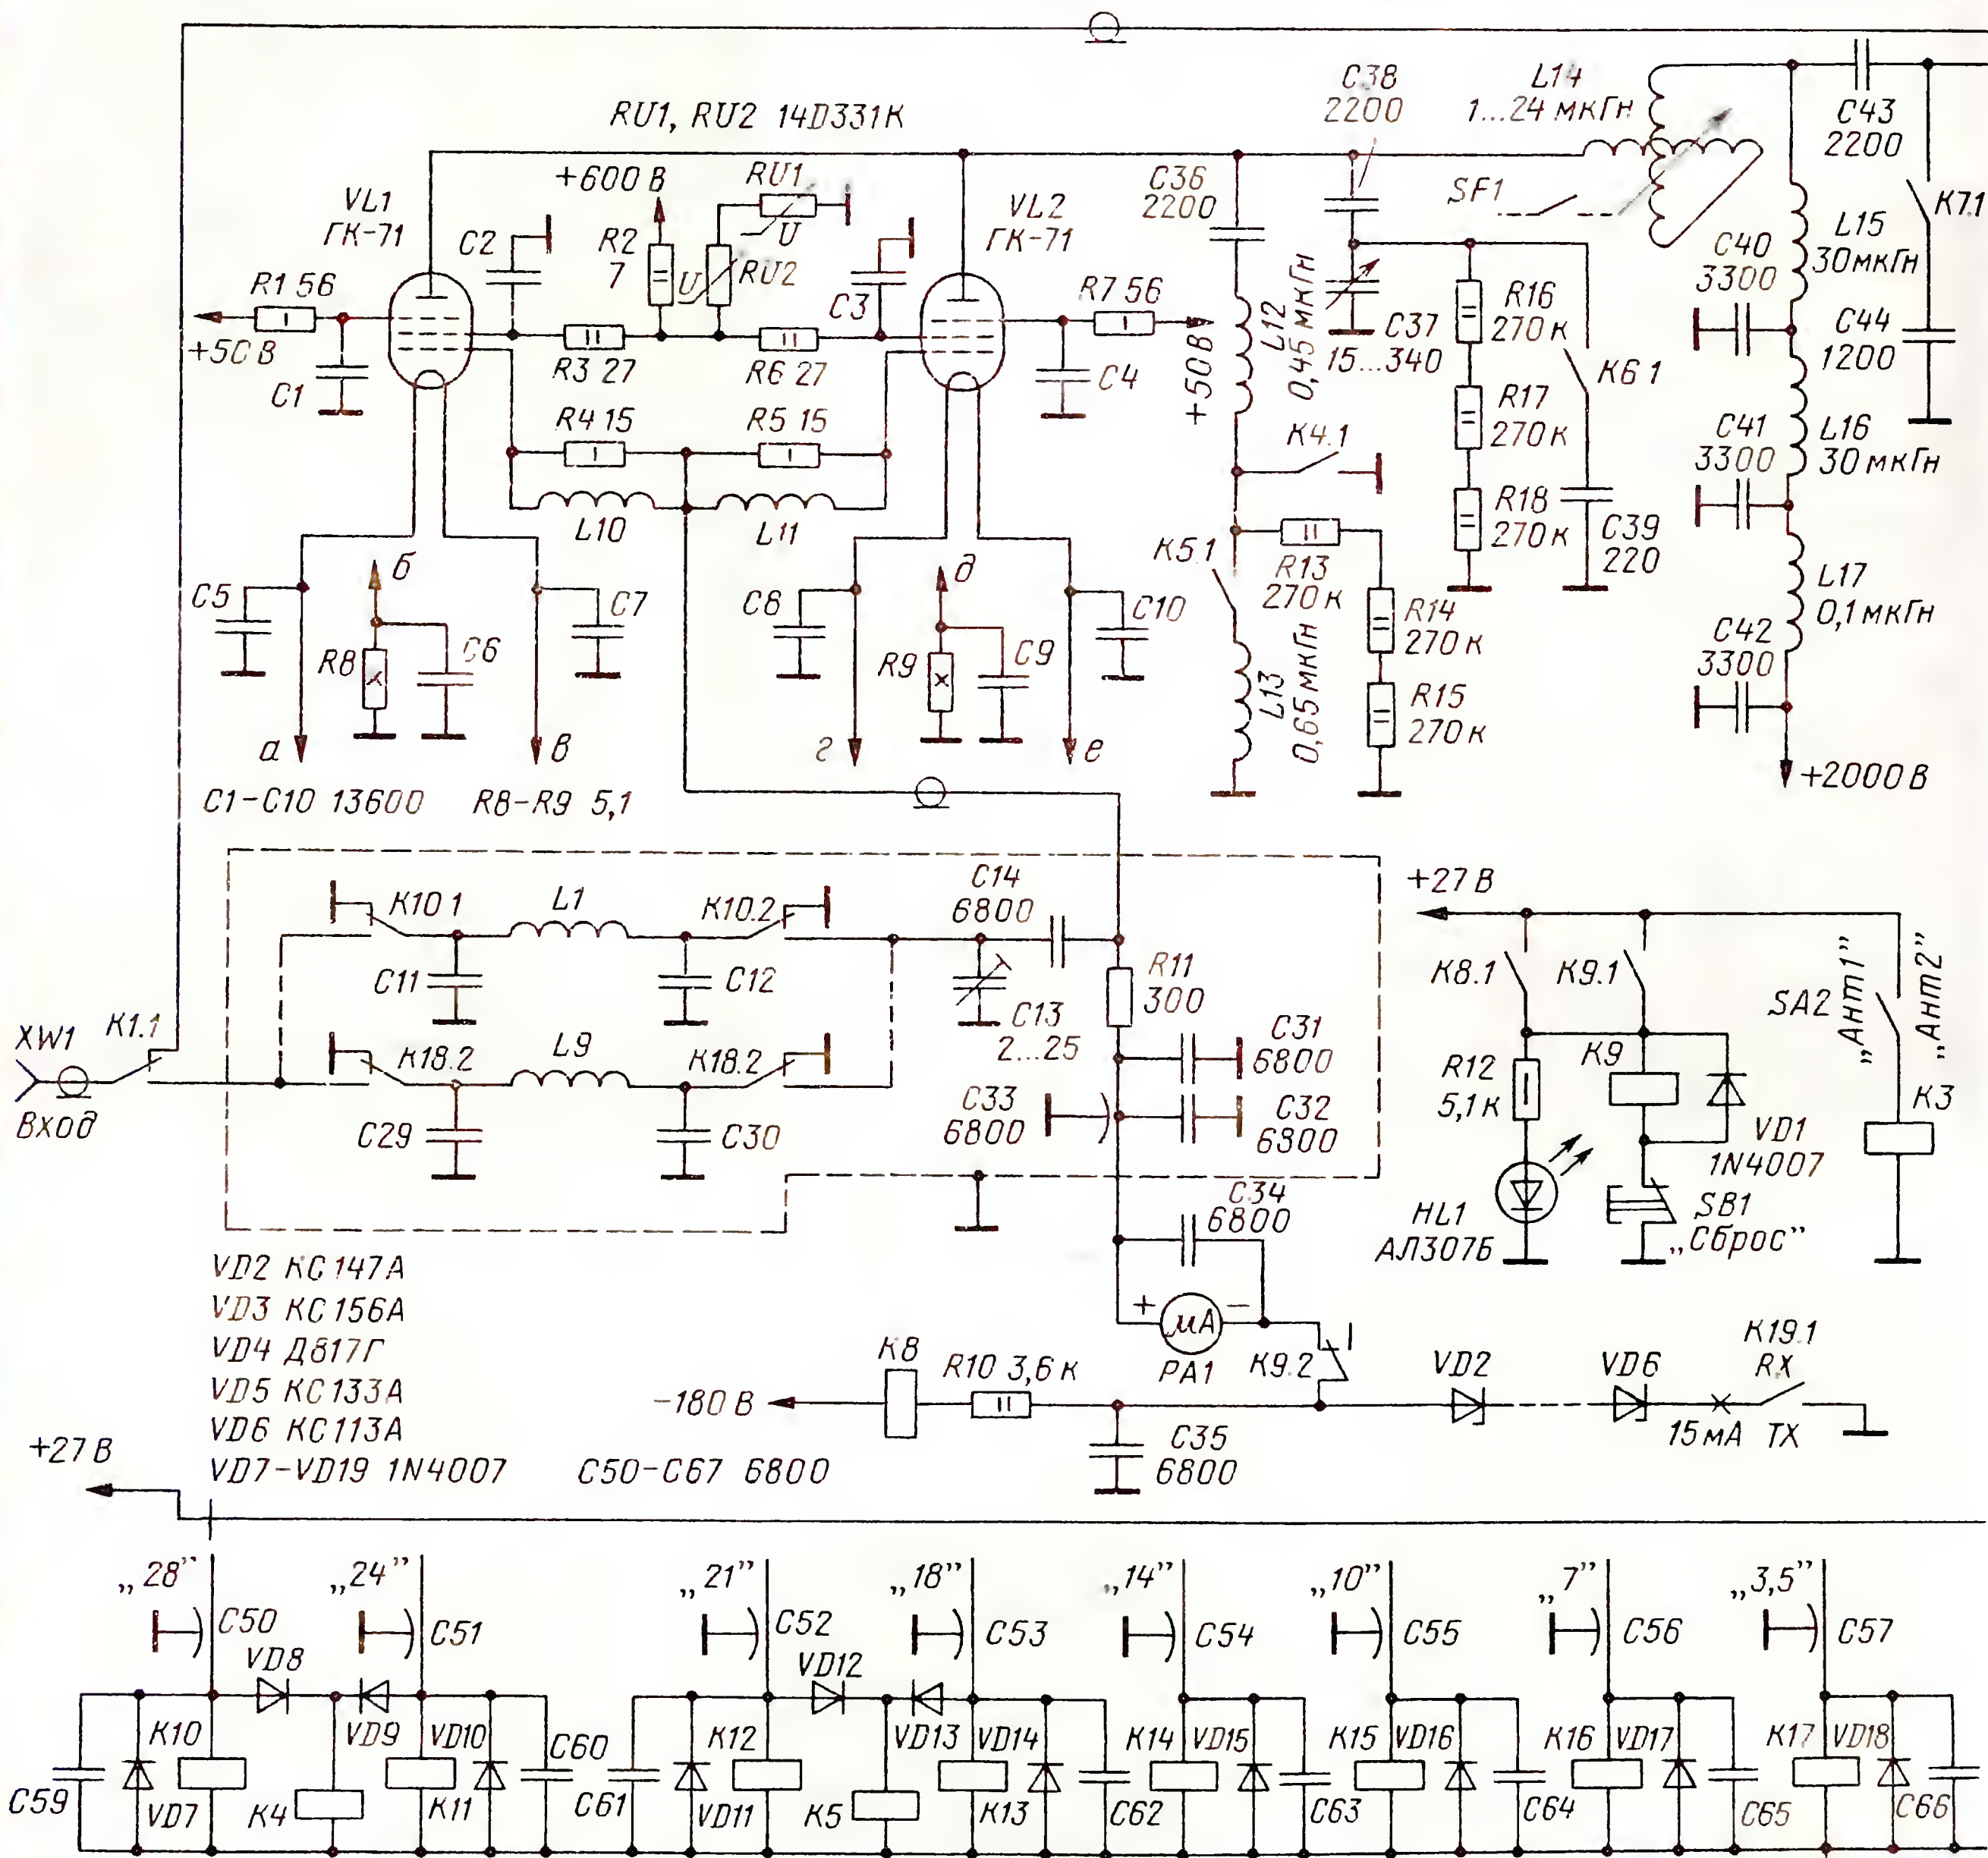 RU1, RU2 14D331K
C38
2200
L14
1...24 мкГн
C43
2200
+600 В
RU1
U
VL1
ГК-71
C2
R2
7
U
RU2
C3
VL2
ГК-71
C36
2200
SF1
K7.1
L15
30мкГн
C40
3300
R1 56
+50 В
C1
R3 27
R6 27
R7 56
+50В
C4
L12
0,45 мкГн
C37
15...340
R16
270 к
K6.1
C44
1200
R4 15
R5 15
K4.1
R17
270 к
C41
3300
L16
30 мкГн
L10
L11
R18
270 к
C39
220
K5.1
R13
270 к
C5
б
R8
C6
C7
C8
д
R9
C9
C10
R14
270 к
L17
0,1 мкГн
C42
3300
L13
0,65 мкГн
R15
270 к
а
в
г
е
+2000 В
C1-C10 13600
R8-R9 5,1
K10.1
L1
K10.2
C14
6800
+27 В
C11
C12
R11
300
K8.1
K9.1
SA2
„Ант1”
„Ант2”
C13
2...25
XW1
K1.1
Вход
K18.2
L9
K18.2
C31
6800
R12
5,1 к
K9
K3
C29
C30
C33
6800
C32
6800
VD1
1N4007
C34
6800
HL1
АЛ307Б
SB1
„Сброс”
VD2 КС147А
VD3 КС156А
VD4 Д817Г
VD5 КС133А
VD6 КС113А
VD7-VD19 1N4007
C50-C67 6800
+
μA
−
PA1
K9.2
K8
R10 3,6 к
-180 В
VD2
VD6
K19.1
RX
15мА
TX
C35
6800
+27 В
„28”
C50
„24”
C51
„21”
C52
„18”
C53
„14”
C54
„10”
C55
„7”
C56
„3,5”
C57
VD8
VD12
C59
VD7
K10
K4
VD9
K11
VD10
C60
C61
VD11
K12
K5
VD13
K13
VD14
C62
K14
VD15
C63
K15
VD16
C64
K16
VD17
C65
K17
VD18
C66